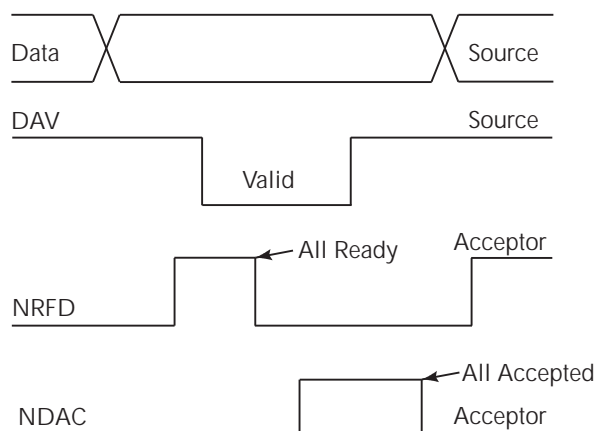 Data Source
DAV Source
Valid
All Ready
Acceptor
NRFD
All Accepted
NDAC Acceptor